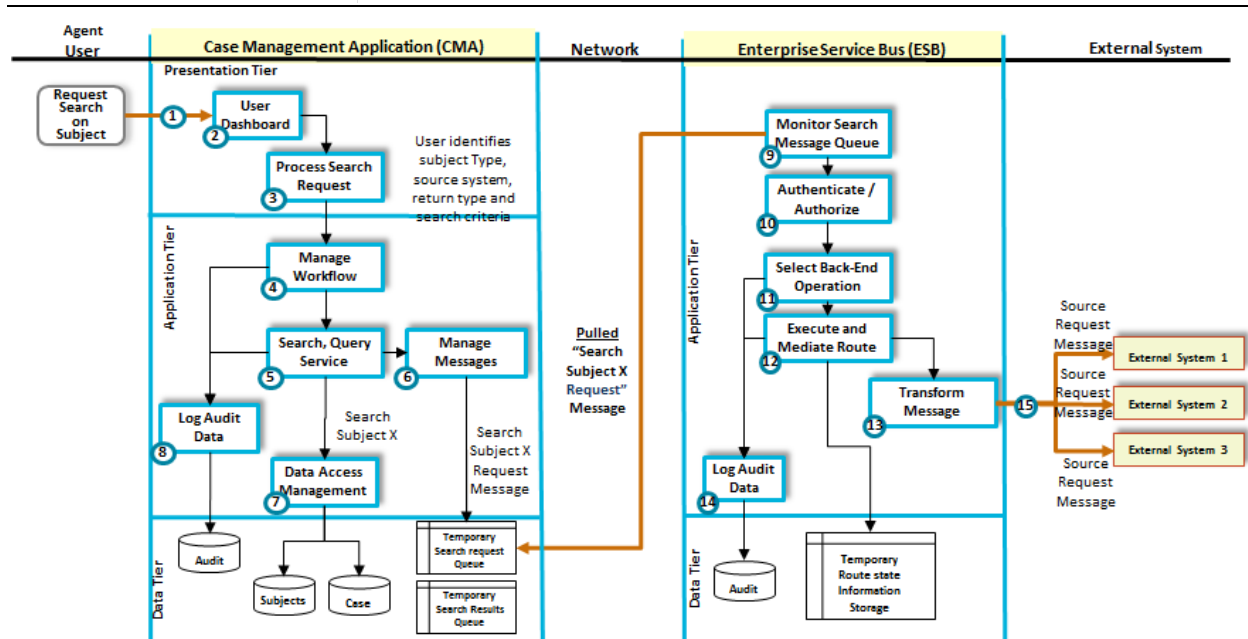 Agent
User
Case Management Application (CMA)
Network
Enterprise Service Bus (ESB)
External System
Presentation Tier
Request
Search
on
Subject
1
User
Dashboard
2
Process Search
Request
3
User identifies
subject Type,
source system,
return type and
search criteria
Application Tier
Manage
Workflow
4
Search, Query
Service
5
Manage
Messages
6
Log Audit
Data
8
Search
Subject X
Data Access
Management
7
Search
Subject X
Request
Message
Data Tier
Audit
Subjects
Case
Temporary
Search request
Queue
Temporary
Search Results
Queue
Pulled
“Search
Subject X
Request”
Message
Monitor Search
Message Queue
9
Authenticate /
Authorize
10
Application Tier
Select Back-End
Operation
11
Execute and
Mediate Route
12
Transform
Message
13
Log Audit
Data
14
Data Tier
Audit
Temporary
Route state
Information
Storage
15
Source
Request
Message
External System 1
Source
Request
Message
External System 2
External System 3
Source
Request
Message